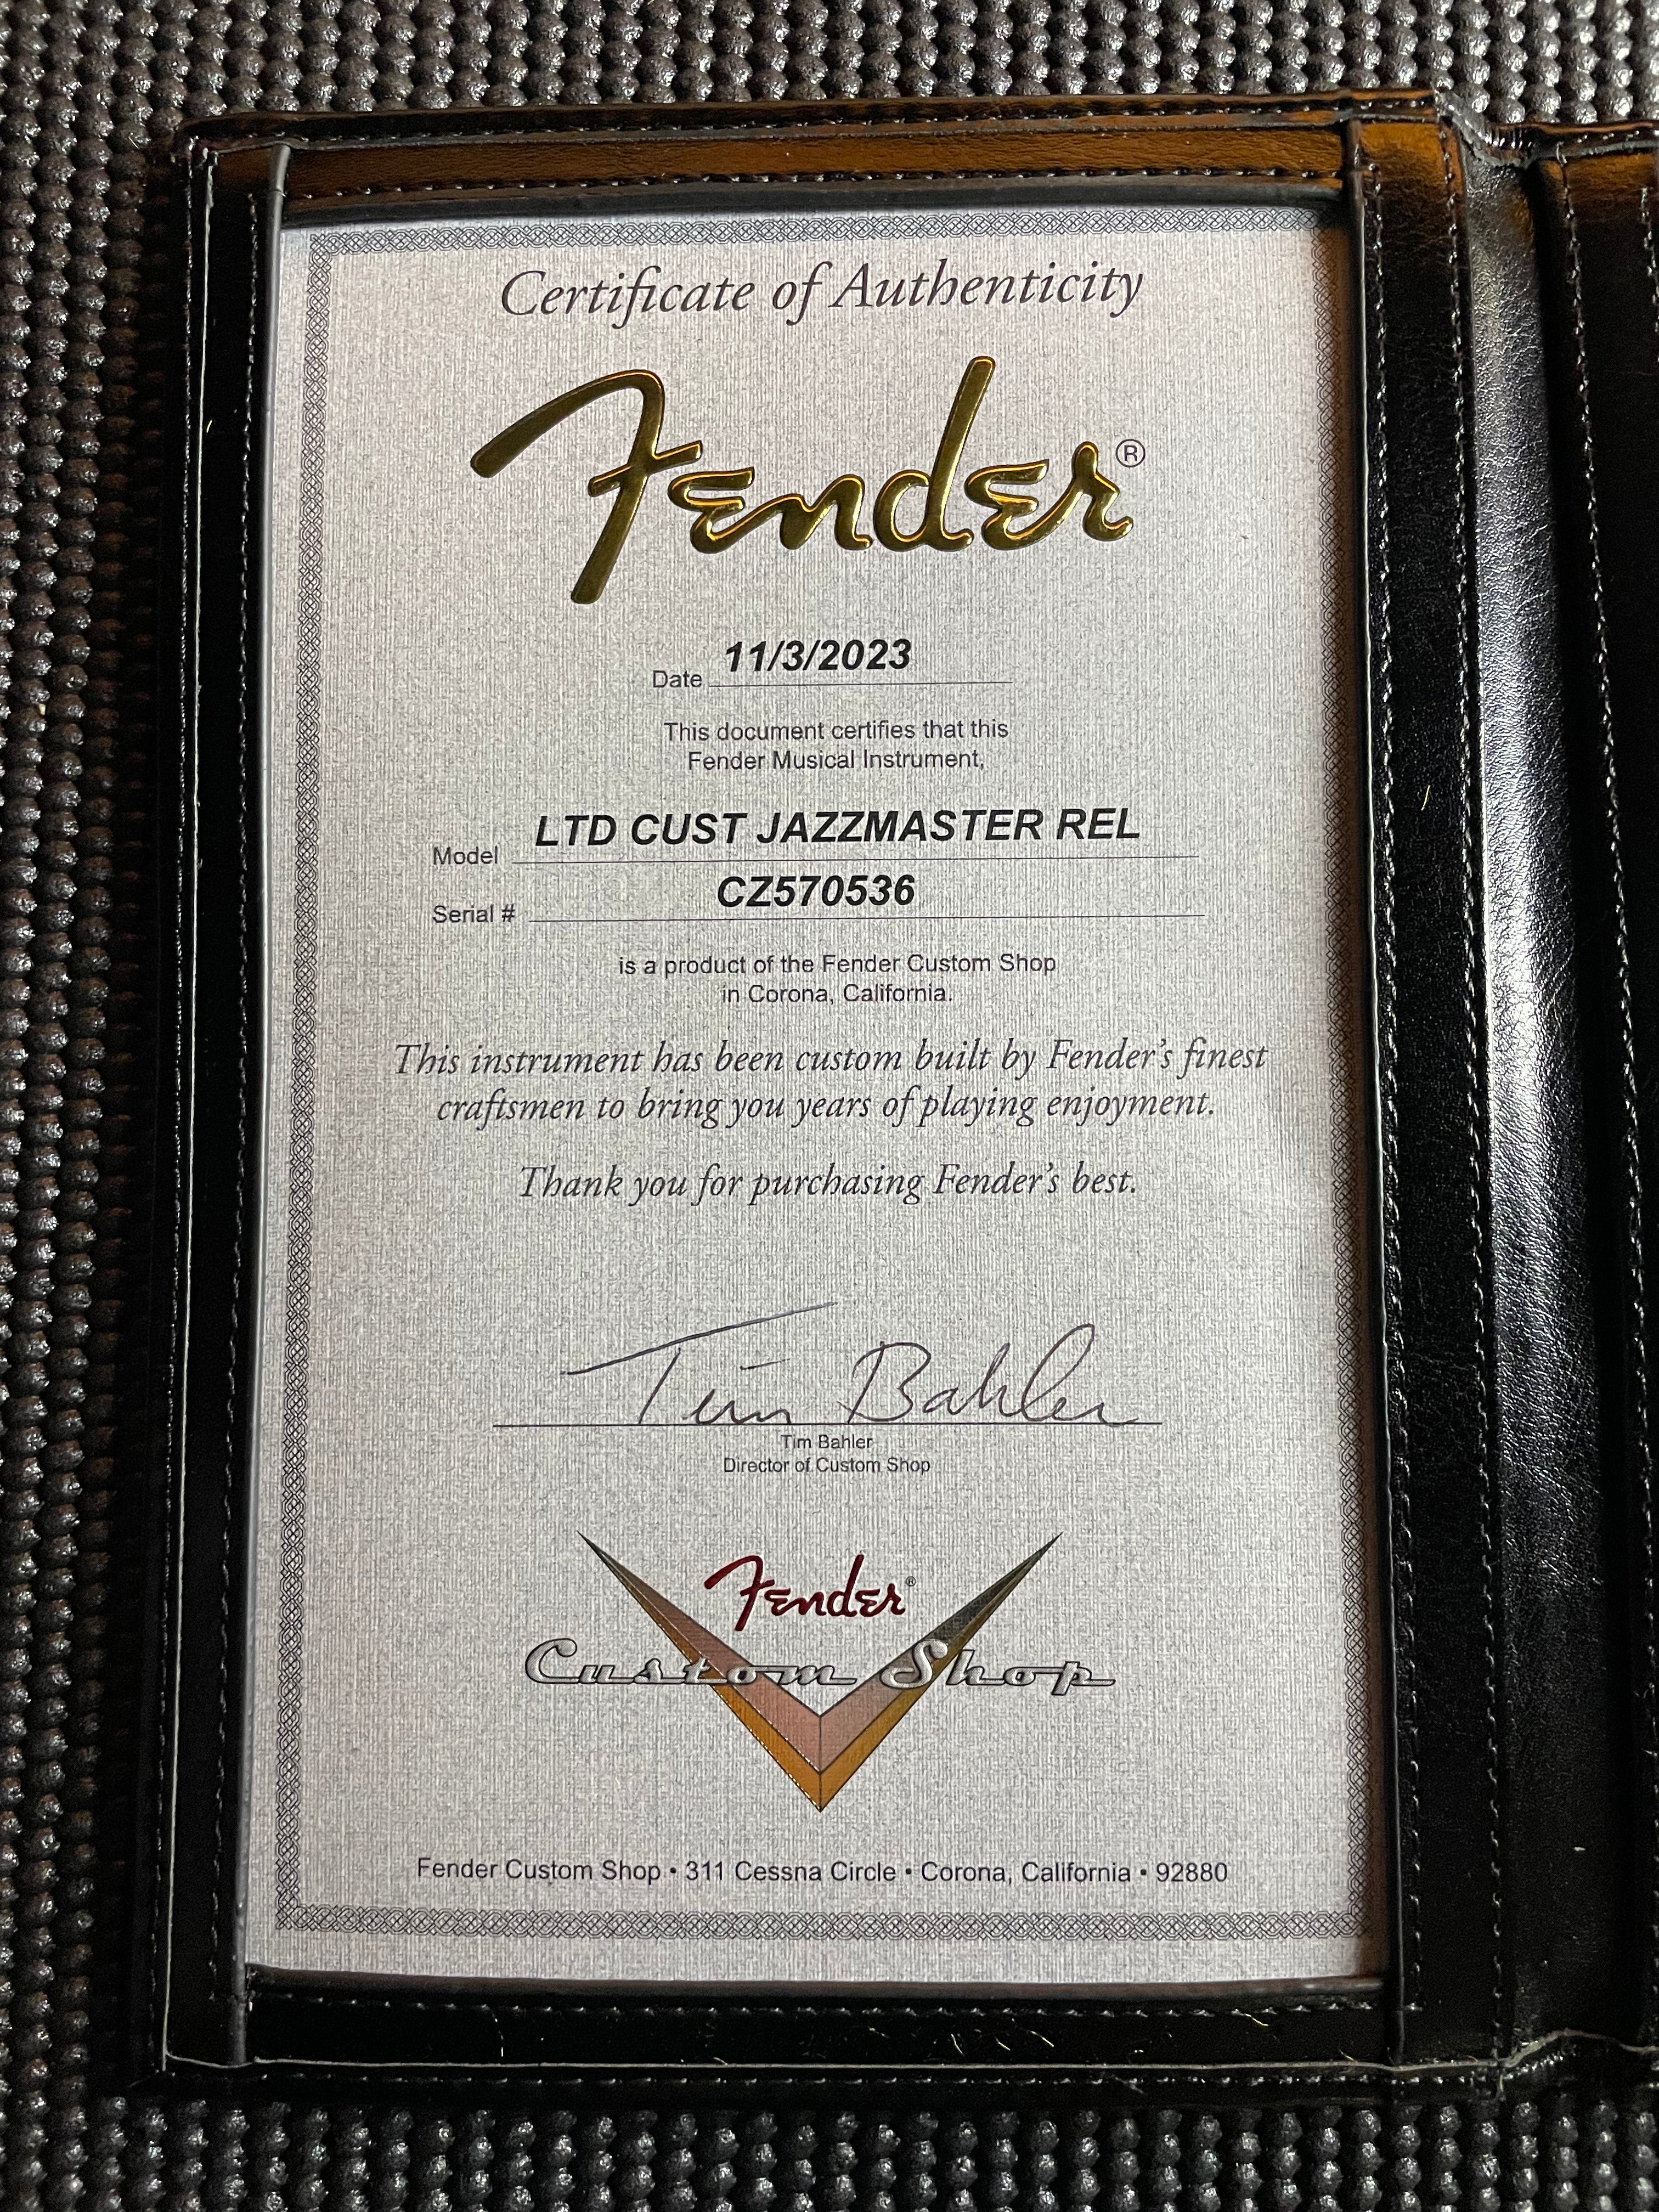 Certificate of Authenticity
Fender®
Date 11/3/2023
This document certifies that this
Fender Musical Instrument,
Model LTD CUST JAZZMASTER REL
Serial # CZ570536
is a product of the Fender Custom Shop
in Corona, California.
This instrument has been custom built by Fender's finest
craftsmen to bring you years of playing enjoyment.
Thank you for purchasing Fender's best.
Tim Bahler
Tim Bahler
Director of Custom Shop
Fender®
Custom Shop
Fender Custom Shop • 311 Cessna Circle • Corona, California • 92880